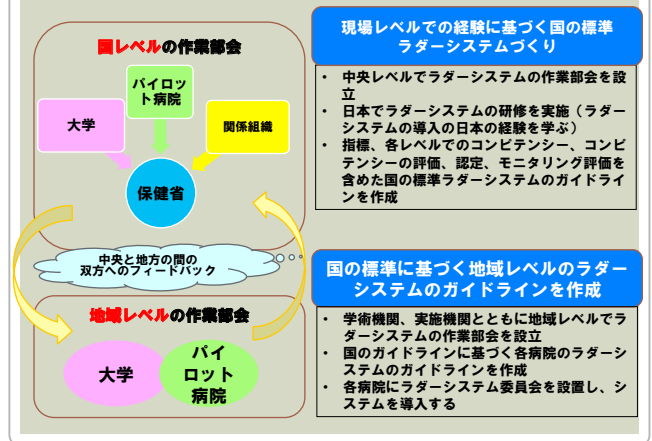 国レベルの作業部会
パイロッ
ト病院
大学
関係組織
保健省
中央と地方の間の
双方へのフィードバック
地域レベルの作業部会
大学
パイ
ロット
病院
現場レベルでの経験に基づく国の標準
ラダーシステムづくり
• 中央レベルでラダーシステムの作業部会を設
立
• 日本でラダーシステムの研修を実施（ラダー
システムの導入の日本の経験を学ぶ）
• 指標、各レベルでのコンピテンシー、コンピ
テンシーの評価、認定、モニタリング評価を
含めた国の標準ラダーシステムのガイドライ
ンを作成
国の標準に基づく地域レベルのラダー
システムのガイドラインを作成
• 学術機関、実施機関とともに地域レベルでラ
ダーシステムの作業部会を設立
• 国のガイドラインに基づく各病院のラダーシ
ステムのガイドラインを作成
• 各病院にラダーシステム委員会を設置し、シ
ステムを導入する